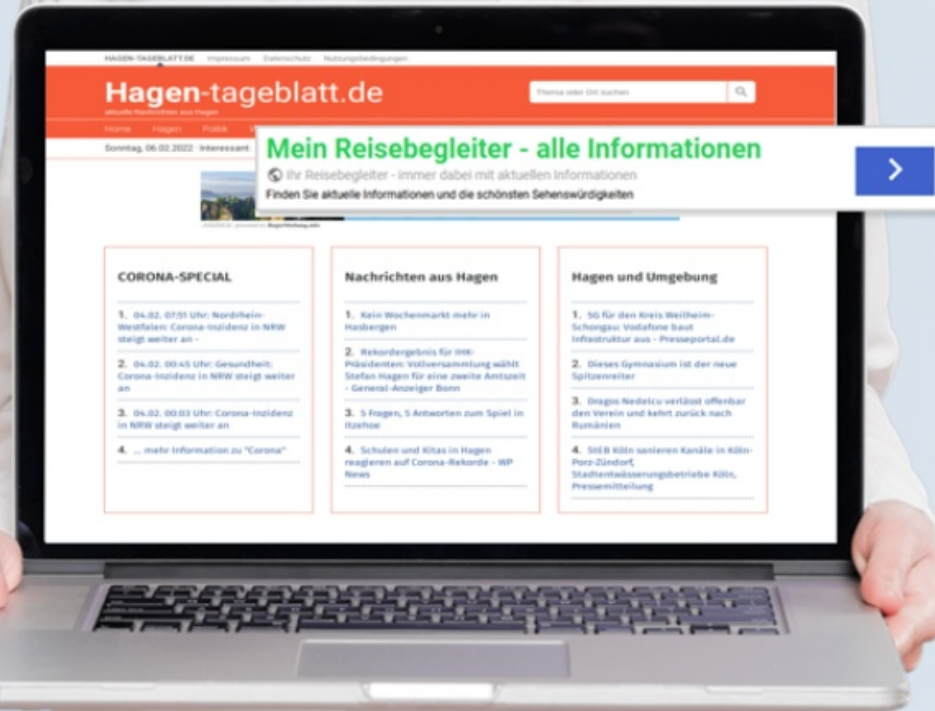 HAGEN-TAGEBLATT.DE Impressum Datenschutz Nutzungsbedingungen
Hagen-tageblatt.de
aktuelle Nachrichten aus Hagen
Thema oder Ort suchen
Home Hagen Politik
Sonntag, 06.02.2022 · Interessant
Mein Reisebegleiter - alle Informationen
Ihr Reisebegleiter - immer dabei mit aktuellen Informationen
Finden Sie aktuelle Informationen und die schönsten Sehenswürdigkeiten
CORONA-SPECIAL
1. 04.02. 07:51 Uhr: Nordrhein-
Westfalen: Corona-Inzidenz in NRW
steigt weiter an -
2. 04.02. 00:45 Uhr: Gesundheit:
Corona-Inzidenz in NRW steigt weiter
an
3. 04.02. 00:03 Uhr: Corona-Inzidenz
in NRW steigt weiter an
4. ... mehr Information zu "Corona"
Nachrichten aus Hagen
1. Kein Wochenmarkt mehr in
Hasbergen
2. Rekordergebnis für IHK-
Präsidenten: Vollversammlung wählt
Stefan Hagen für eine zweite Amtszeit
- General-Anzeiger Bonn
3. 5 Fragen, 5 Antworten zum Spiel in
Itzehoe
4. Schulen und Kitas in Hagen
reagieren auf Corona-Rekorde - WP
News
Hagen und Umgebung
1. 5G für den Kreis Weilheim-
Schongau: Vodafone baut
Infrastruktur aus - Presseportal.de
2. Dieses Gymnasium ist der neue
Spitzenreiter
3. Dragos Nedelcu verlässt offenbar
den Verein und kehrt zurück nach
Rumänien
4. StEB Köln sanieren Kanäle in Köln-
Porz-Zündorf,
Stadtentwässerungsbetriebe Köln,
Pressemitteilung